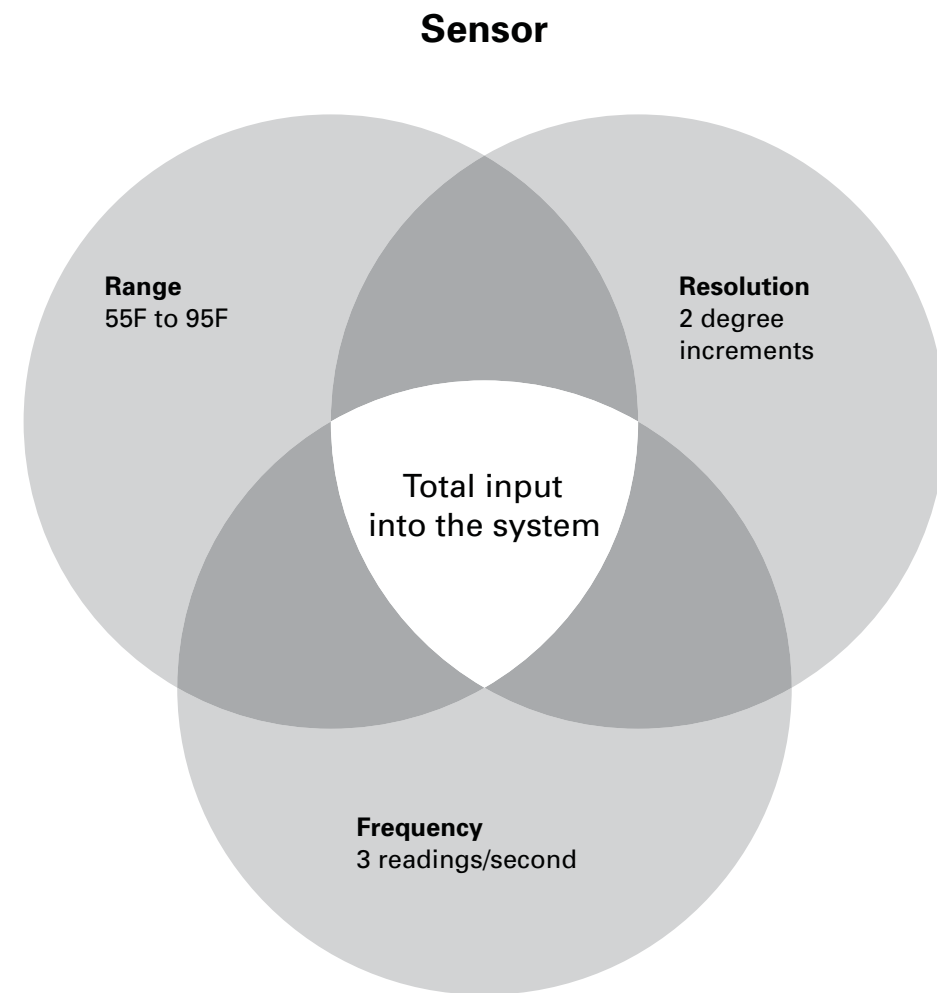 Sensor
Range
55F to 95F
Resolution
2 degree
increments
Total input
into the system
Frequency
3 readings/second